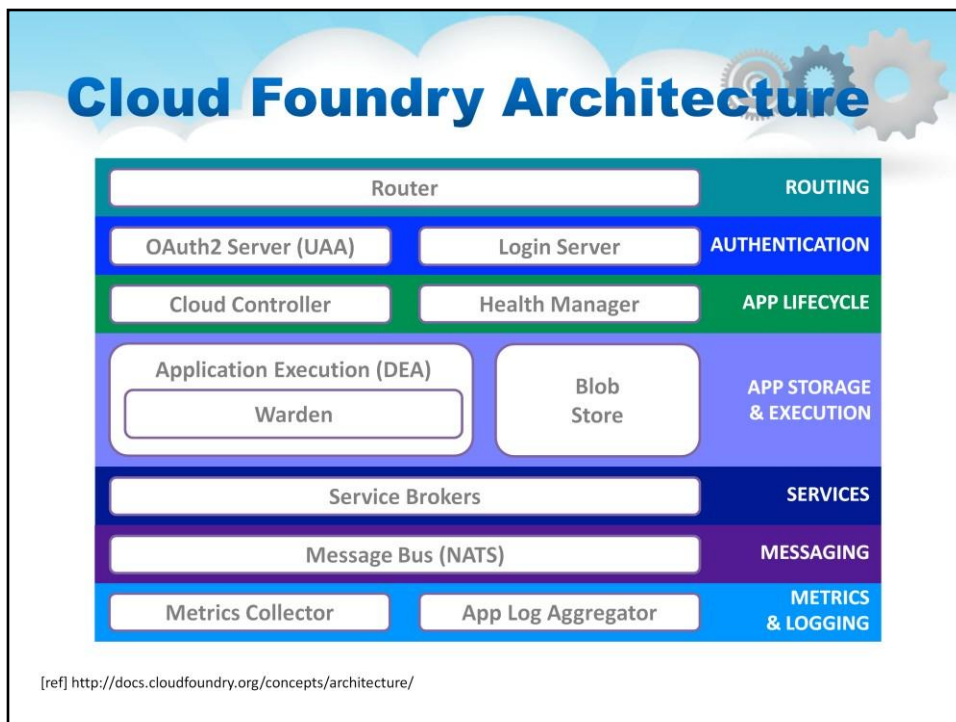 Cloud Foundry Architecture
Router
ROUTING
OAuth2 Server (UAA)
Login Server
AUTHENTICATION
Cloud Controller
Health Manager
APP LIFECYCLE
Application Execution (DEA)
Warden
Blob
Store
APP STORAGE
& EXECUTION
Service Brokers
SERVICES
Message Bus (NATS)
MESSAGING
Metrics Collector
App Log Aggregator
METRICS
& LOGGING
[ref] http://docs.cloudfoundry.org/concepts/architecture/